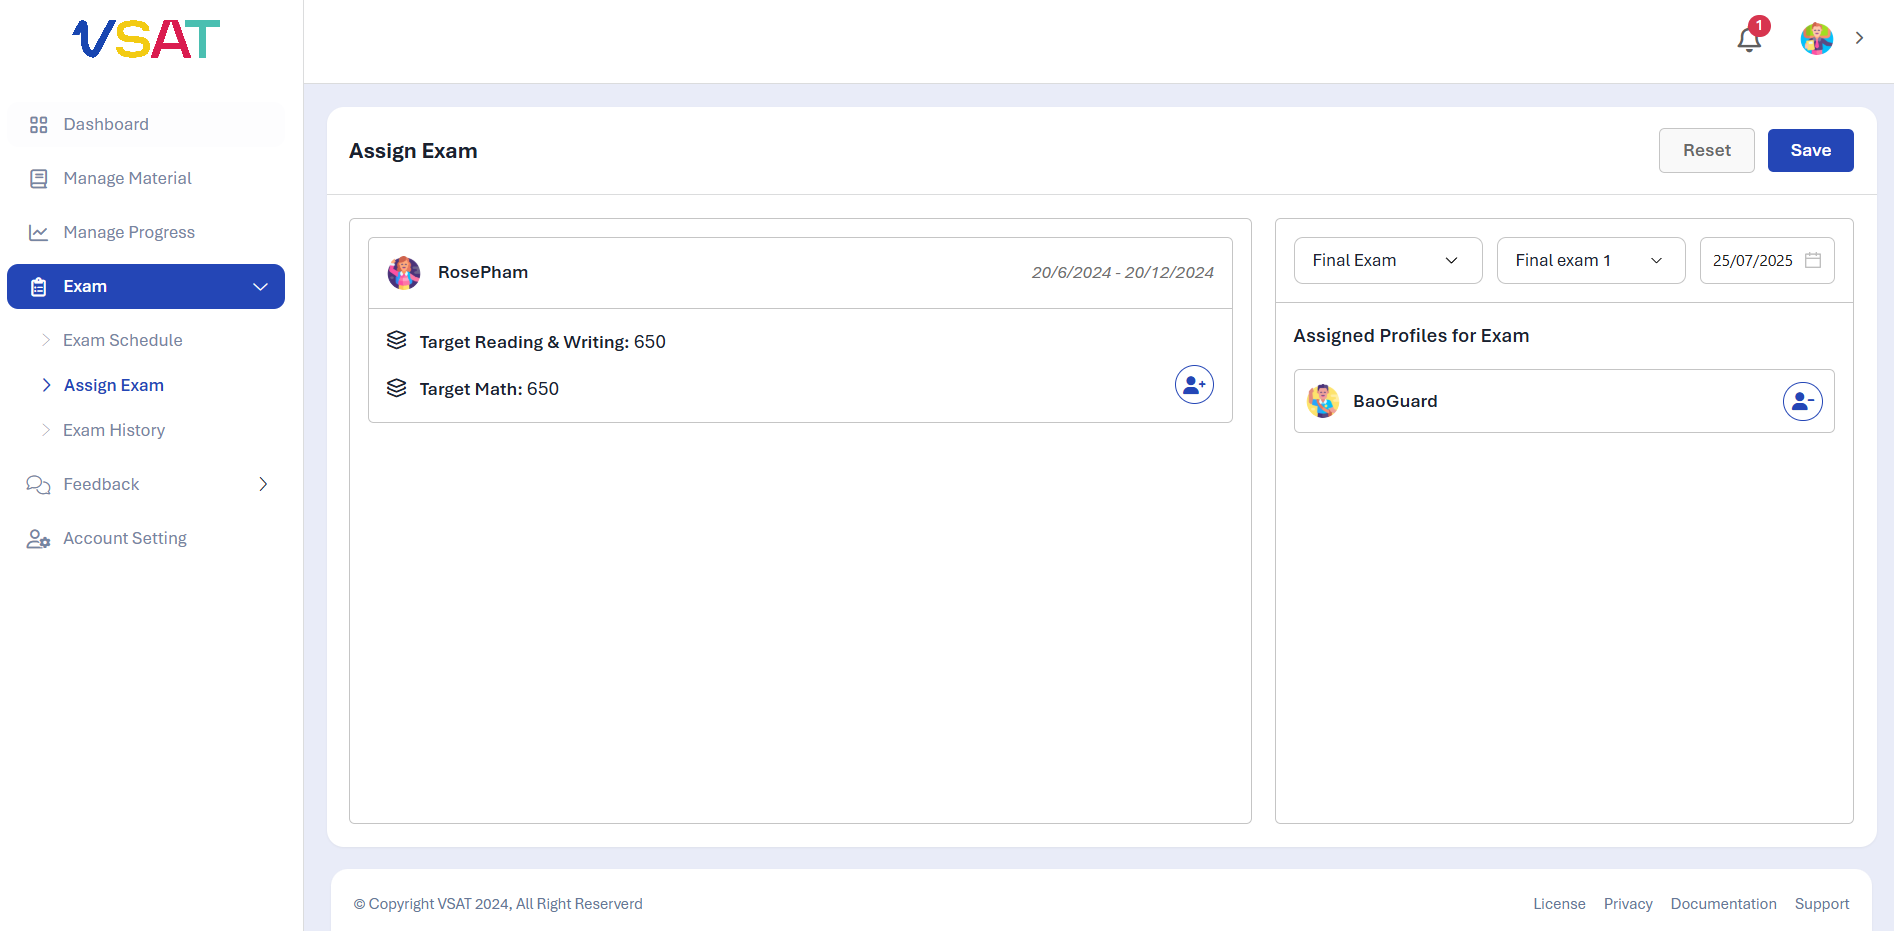 VSAT
1
Dashboard
Manage Material
Manage Progress
Exam
Exam Schedule
Assign Exam
Exam History
Feedback
Account Setting
Assign Exam
Reset
Save
RosePham
20/6/2024 - 20/12/2024
Target Reading & Writing: 650
Target Math: 650
Final Exam
Final exam 1
25/07/2025
Assigned Profiles for Exam
BaoGuard
© Copyright VSAT 2024, All Right Reserverd
License Privacy Documentation Support